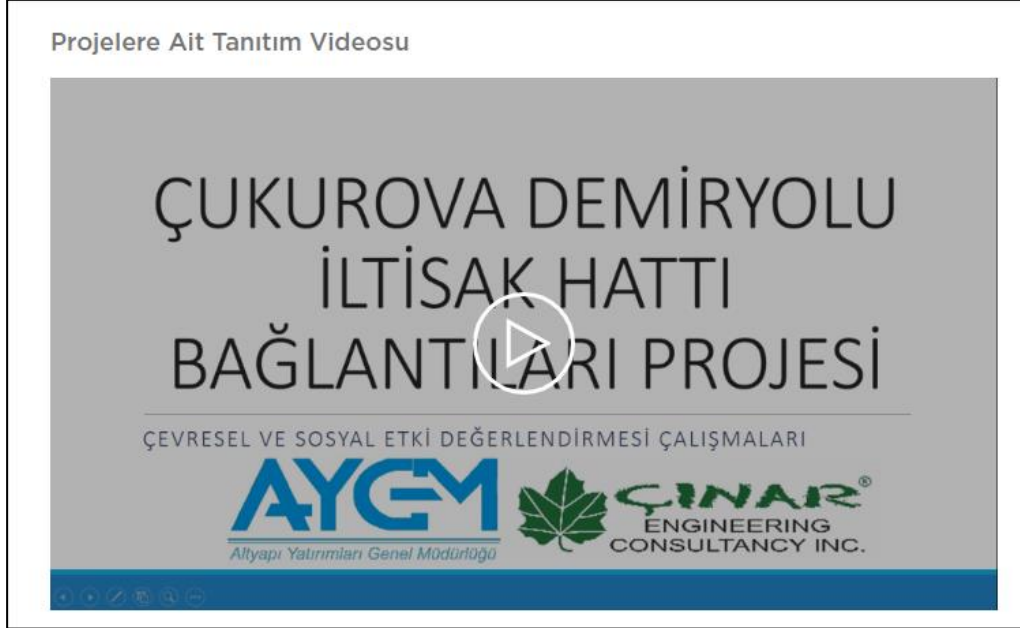 Projelere Ait Tanıtım Videosu
ÇUKUROVA DEMİRYOLU
İLTİSAK HATTI
BAĞLANTILARI PROJESİ
ÇEVRESEL VE SOSYAL ETKİ DEĞERLENDİRMESİ ÇALIŞMALARI
AYGM
Altyapı Yatırımları Genel Müdürlüğü
ÇINAR®
ENGINEERING
CONSULTANCY INC.